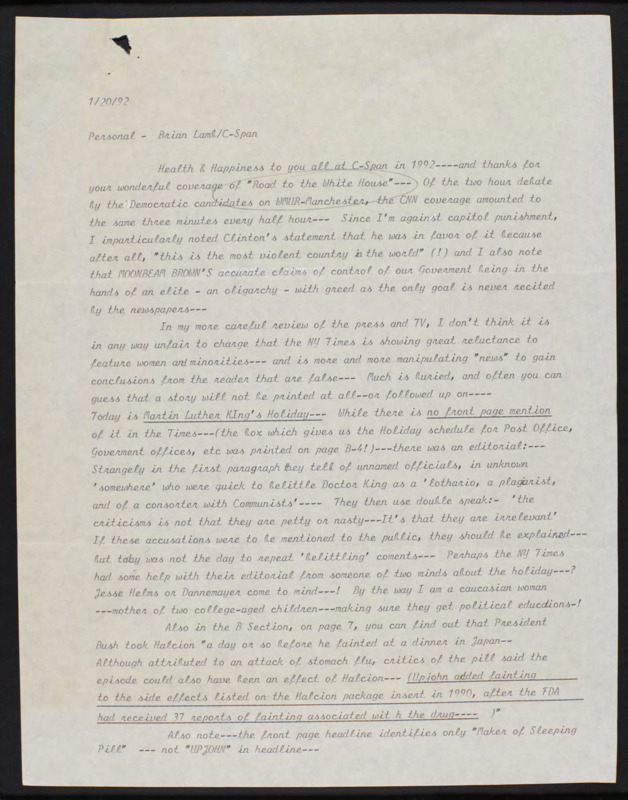 1/20/92
Personal - Brian Lamb/C-Span
Health & Happiness to you all at C-Span in 1992----and thanks for
your wonderful coverage of "Road to the White House"--- Of the two hour debate
by the Democratic candidates on WMUR-Manchester, the CNN coverage amounted to
the same three minutes every half hour--- Since I'm against capitol punishment,
I imparticularly noted Clinton's statement that he was in favor of it because
after all, "this is the most violent country in the world" (!) and I also note
that MOONBEAM BROWN'S accurate claims of control of our Goverment being in the
hands of an elite - an oligarchy - with greed as the only goal is never recited
by the newspapers---
In my more careful review of the press and TV, I don't think it is
in any way unfair to charge that the NY Times is showing great reluctance to
feature women and minorities--- and is more and more manipulating "news" to gain
conclusions from the reader that are false--- Much is buried, and often you can
guess that a story will not be printed at all--or followed up on----
Today is Martin Luther KIng's Holiday--- While there is no front page mention
of it in the Times---(the box which gives us the Holiday schedule for Post Office,
Goverment offices, etc was printed on page B-4!)---there was an editorial:---
Strangely in the first paragraph they tell of unnamed officials, in unknown
'somewhere' who were quick to belittle Doctor King as a 'lothario, a plagarist,
and of a consorter with Communists'---- They then use double speak:- 'the
criticisms is not that they are petty or nasty---It's that they are irrelevant'
If these accusations were to be mentioned to the public, they should be explained---
but today was not the day to repeat 'belittling' coments--- Perhaps the NY Times
had some help with their editorial from someone of two minds about the holiday---?
Jesse Helms or Dannemayer come to mind---! By the way I am a caucasian woman
---mother of two college-aged children---making sure they get political educations-!
Also in the B Section, on page 7, you can find out that President
Bush took Halcion "a day or so before he fainted at a dinner in Japan--
Although attributed to an attack of stomach flu, critics of the pill said the
episode could also have been an effect of Halcion--- (Upjohn added fainting
to the side effects listed on the Halcion package insert in 1990, after the FDA
had received 37 reports of fainting associated wit h the drug---- )"
Also note---the front page headline identifies only "Maker of Sleeping
Pill" --- not "UPJOHN" in headline---